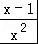 x - 1
x²